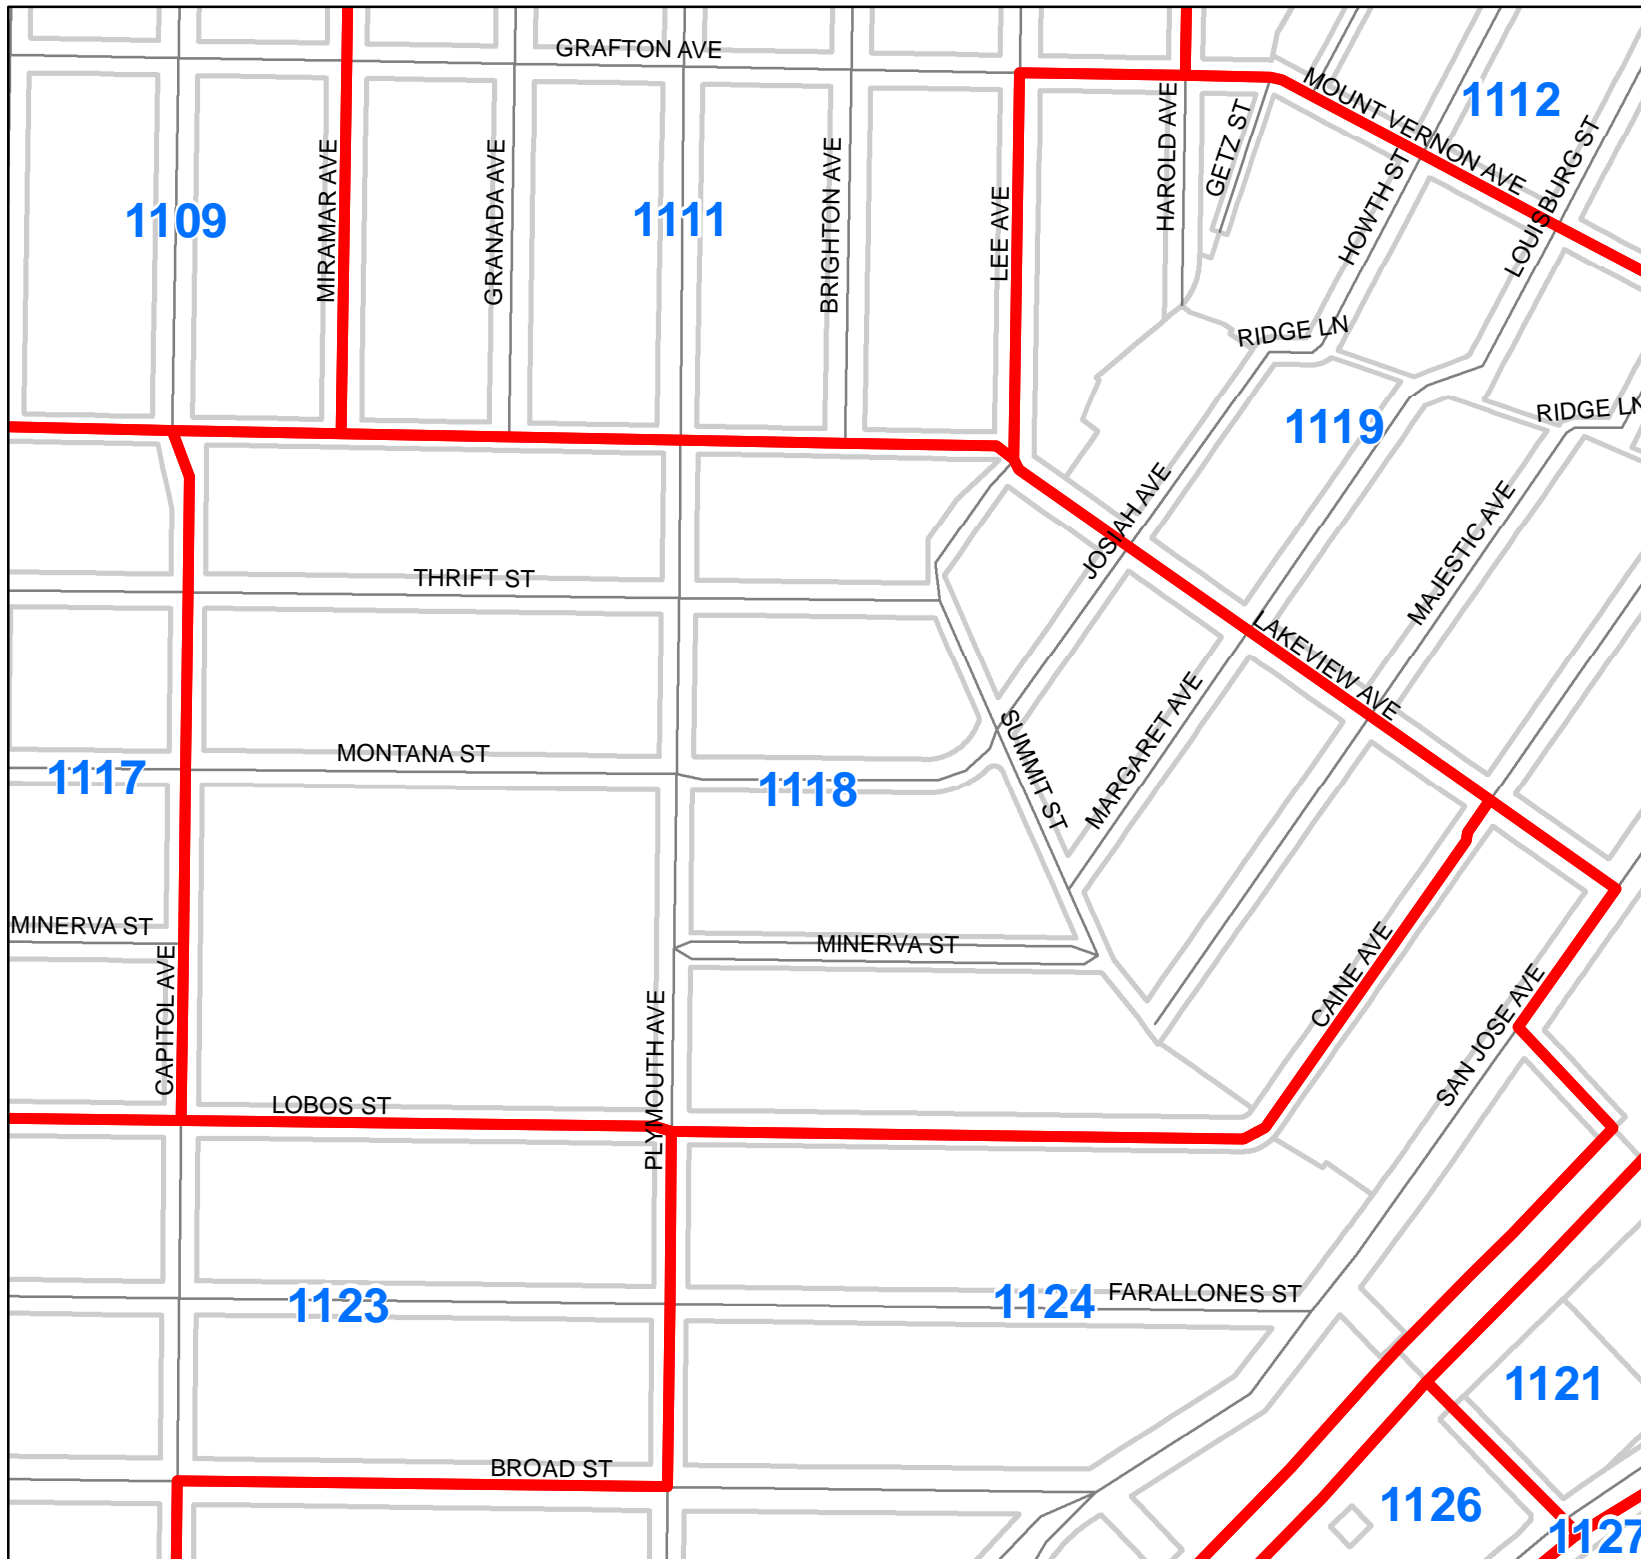 GRAFTON AVE
MOUNT VERNON AVE
1112
HAROLD AVE
GETZ ST
LOUISBURG ST
HOWTH ST
MIRAMAR AVE
GRANADA AVE
BRIGHTON AVE
LEE AVE
1109
1111
RIDGE LN
RIDGE LN
1119
JOSIAH AVE
MAJESTIC AVE
THRIFT ST
LAKEVIEW AVE
MARGARET AVE
SUMMIT ST
MONTANA ST
1117
1118
MINERVA ST
MINERVA ST
CAPITOL AVE
PLYMOUTH AVE
CAINE AVE
SAN JOSE AVE
LOBOS ST
1123
1124
FARALLONES ST
1121
BROAD ST
1126
1127